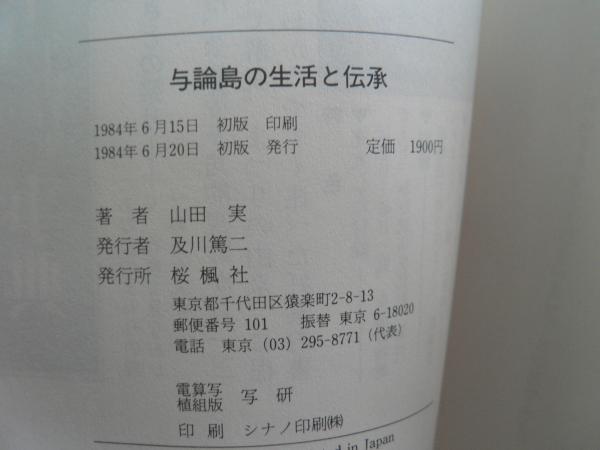 与論島の生活と伝承
1984年6月15日 初版 印刷
1984年6月20日 初版 発行 定価 1900円
著者 山田 実
発行者 及川篤二
発行所 桜楓社
東京都千代田区猿楽町2-8-13
郵便番号 101 振替 東京 6-18020
電話 東京 (03) 295-8771 (代表)
電算写植組版 写研
印刷 シナノ印刷㈱
in Japan